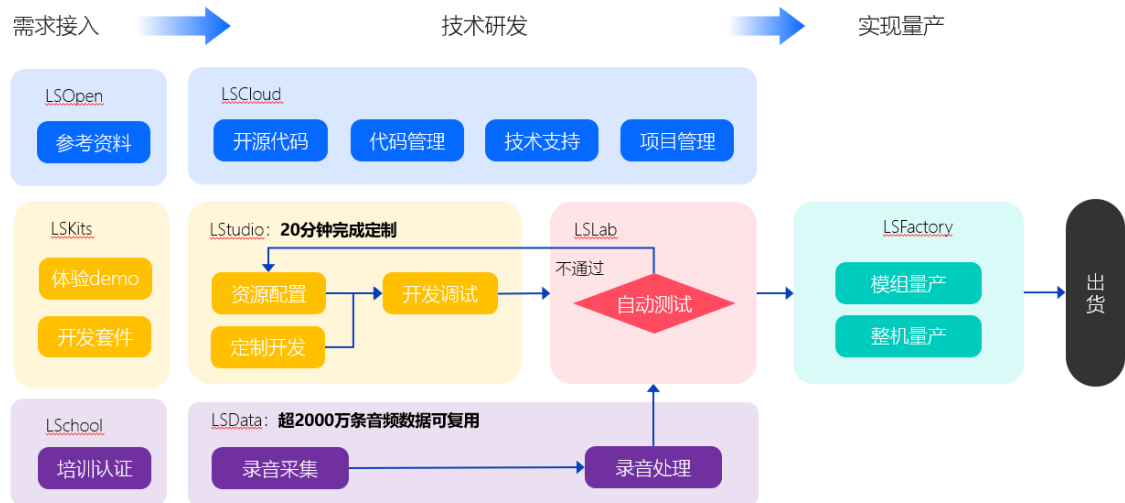 需求接入
技术研发
实现量产
LSOpen
参考资料
LSCloud
开源代码
代码管理
技术支持
项目管理
LSKits
体验demo
开发套件
LStudio：20分钟完成定制
资源配置
开发调试
定制开发
LSLab
不通过
自动测试
LSFactory
模组量产
整机量产
出货
LSchool
培训认证
LSData：超2000万条音频数据可复用
录音采集
录音处理